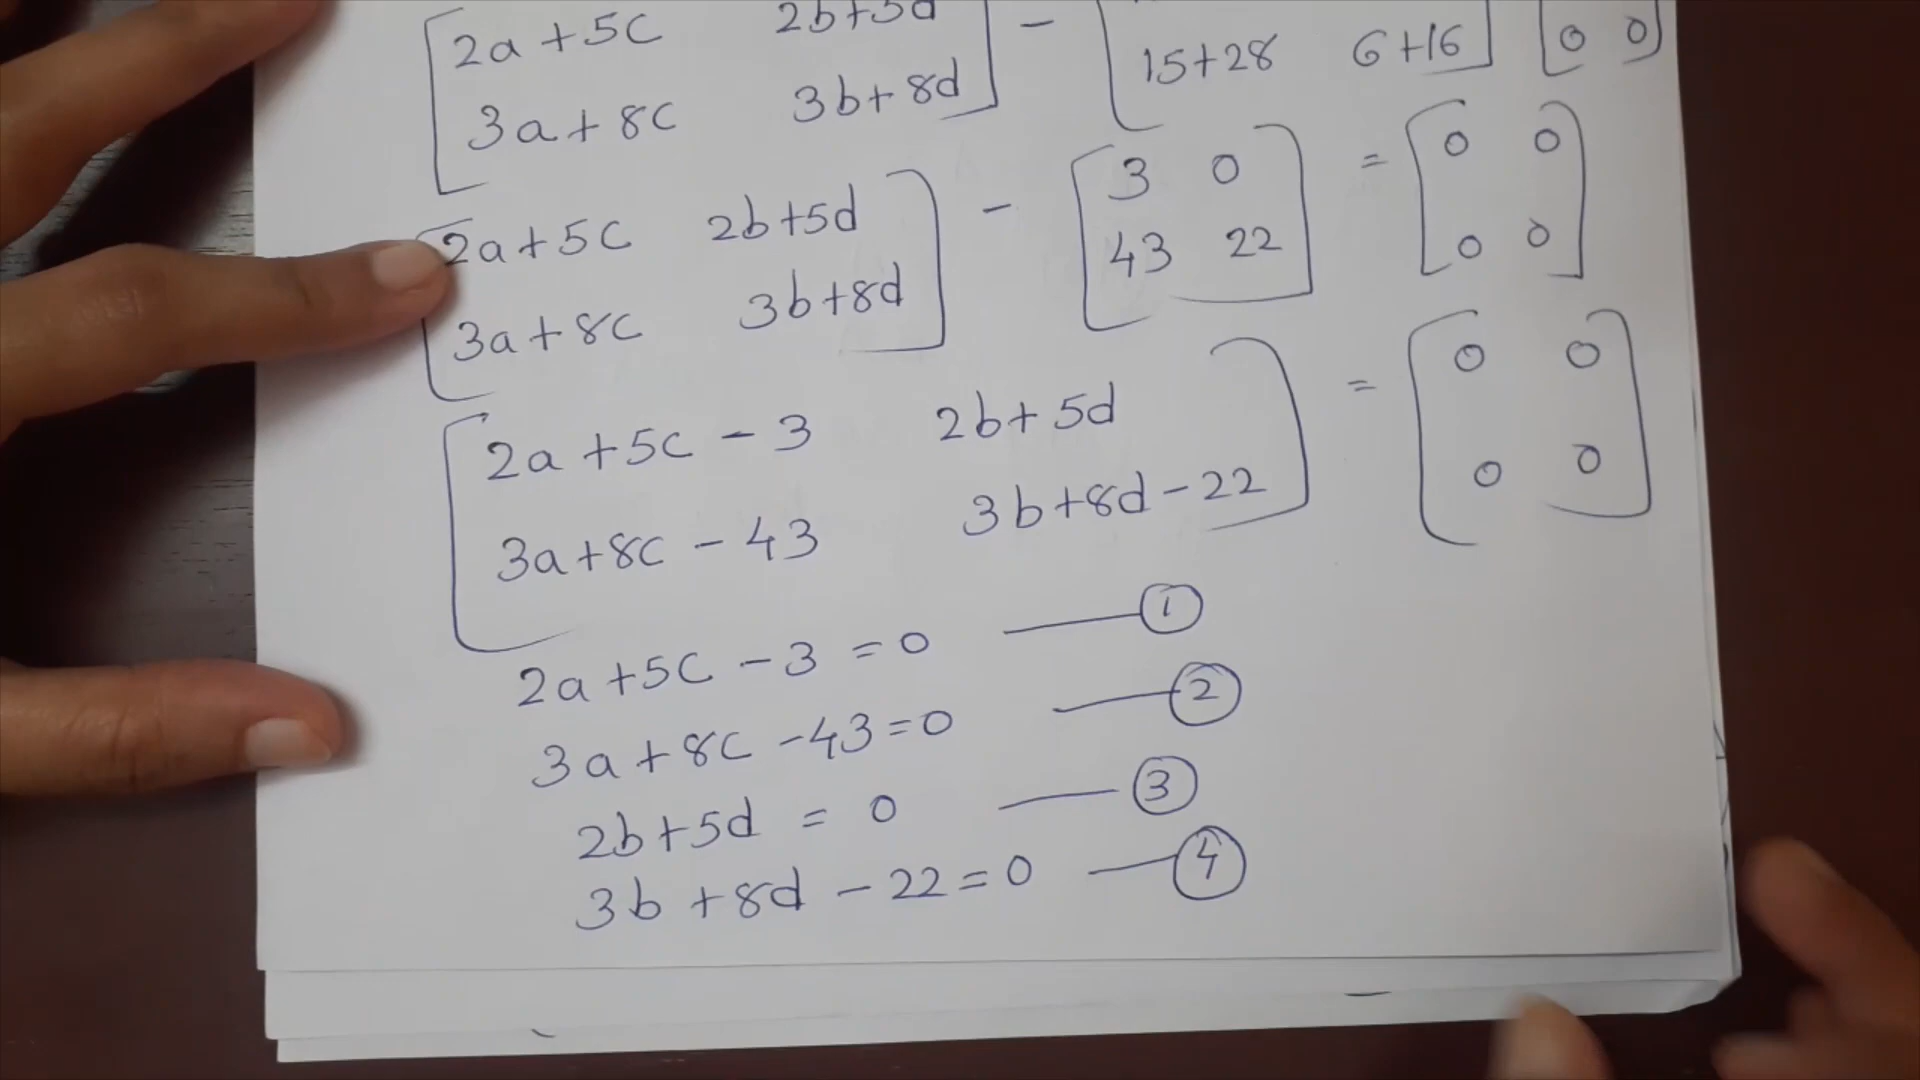 2a+5c 2b+5d - [ 0 0 ]
3a+8c 3b+8d 15+28 6+16
2a+5c 2b+5d - [ 3 0 = [ 0 0
3a+8c 3b+8d 43 22 ] 0 0 ]
[ 2a+5c-3 2b+5d ] = [ 0 0
3a+8c-43 3b+8d-22 0 0 ]
2a+5c-3=0 —①
3a+8c-43=0 —②
2b+5d = 0 —③
3b+8d-22=0 —④